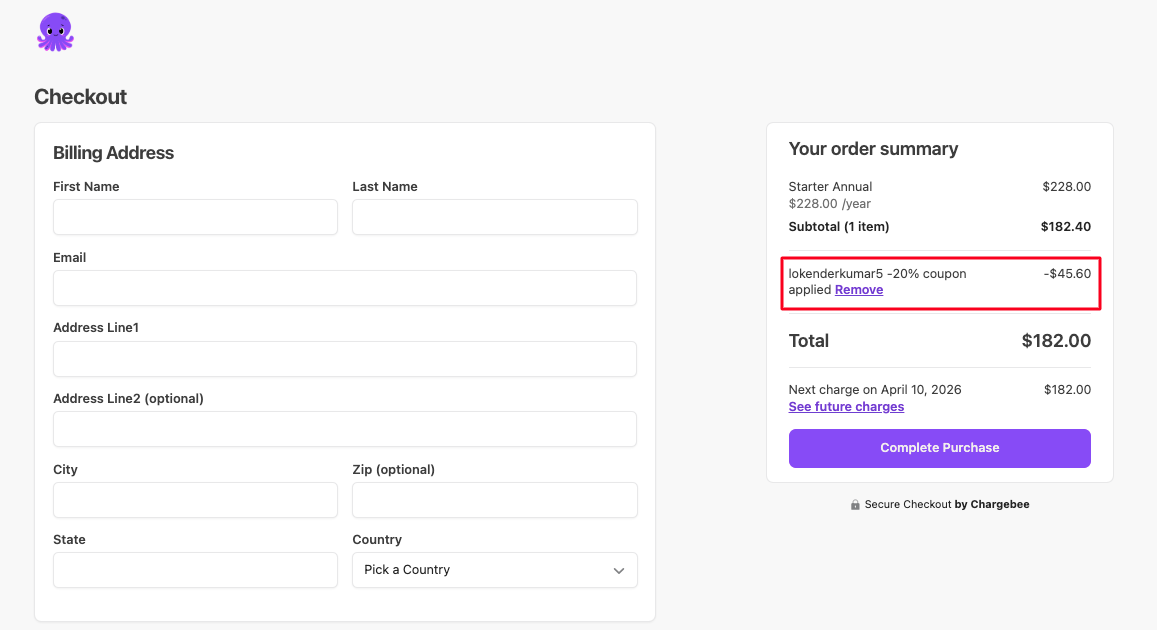 Checkout
Billing Address
First Name
Last Name
Email
Address Line1
Address Line2 (optional)
City
Zip (optional)
State
Country
Pick a Country
Your order summary
Starter Annual $228.00
$228.00 /year
Subtotal (1 item) $182.40
lokenderkumar5 -20% coupon -$45.60
applied Remove
Total $182.00
Next charge on April 10, 2026 $182.00
See future charges
Complete Purchase
Secure Checkout by Chargebee